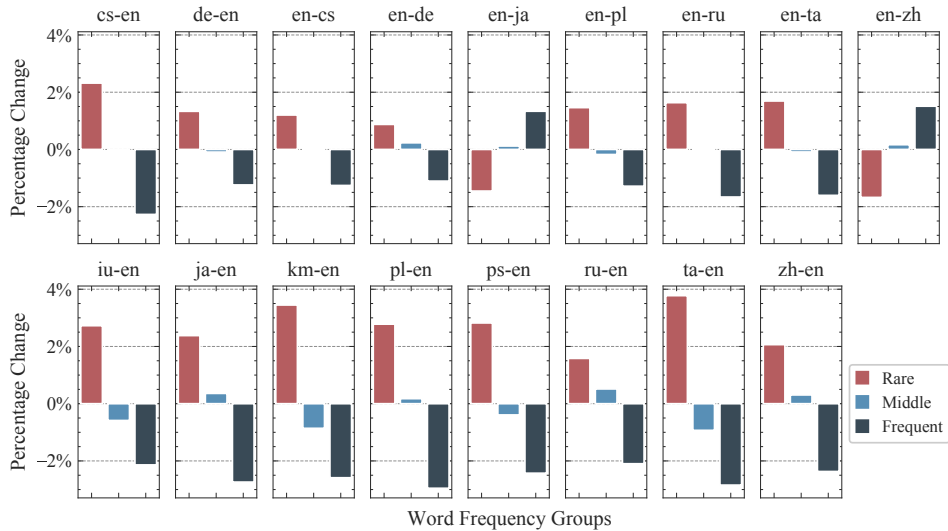 cs-en de-en en-cs en-de en-ja en-pl en-ru en-ta en-zh
4%
2%
0%
−2%
Percentage Change
iu-en ja-en km-en pl-en ps-en ru-en ta-en zh-en
4%
2%
0%
−2%
Percentage Change
Rare
Middle
Frequent
Word Frequency Groups